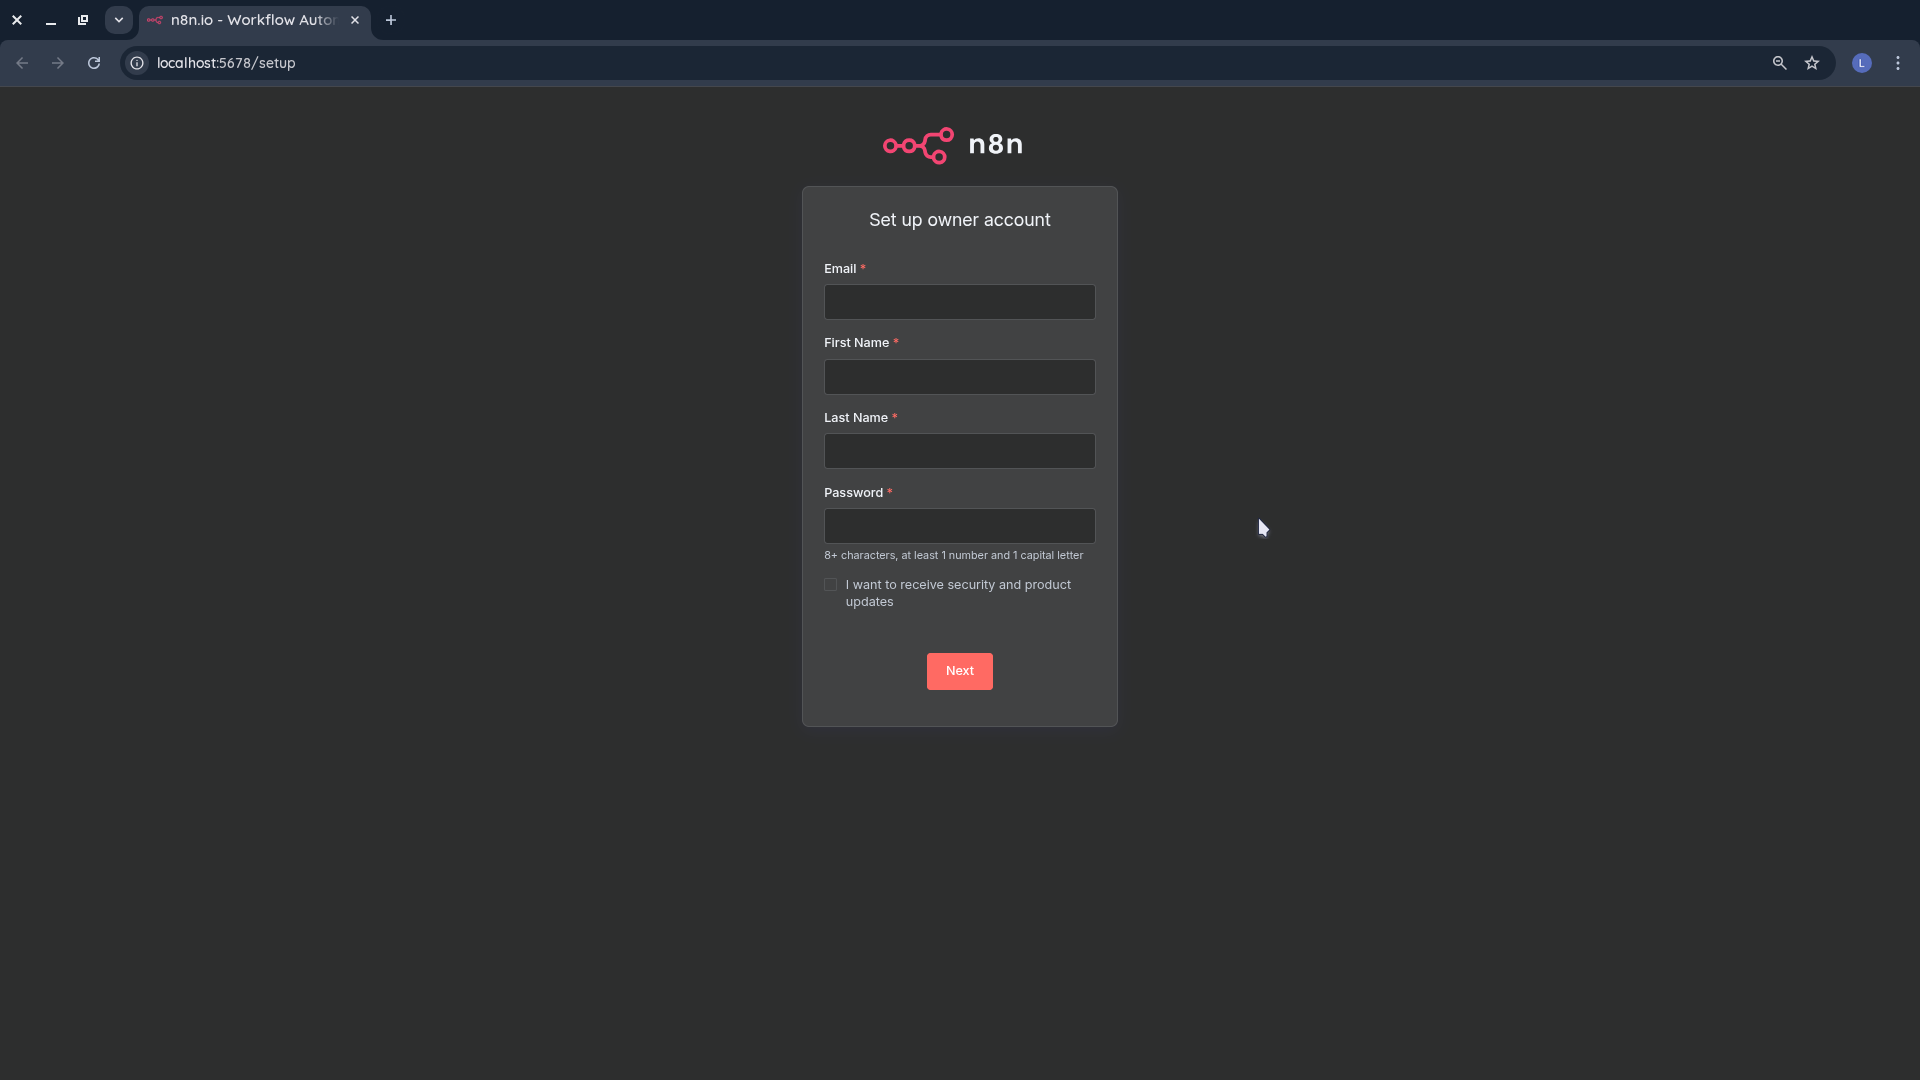 n8n.io - Workflow Auto
localhost:5678/setup
L
n8n
Set up owner account
Email *
First Name *
Last Name *
Password *
8+ characters, at least 1 number and 1 capital letter
I want to receive security and product
updates
Next